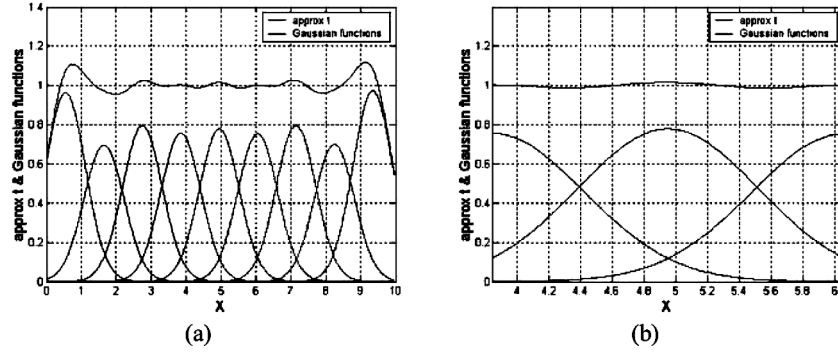 approx t
Gaussian functions
approx t & Gaussian functions
1.4
1.2
1
0.8
0.6
0.4
0.2
0
0 1 2 3 4 5 6 7 8 9 10
X
(a)
approx t
Gaussian functions
approx t & Gaussian functions
1.4
1.2
1
0.8
0.6
0.4
0.2
0
4 4.2 4.4 4.6 4.8 5 5.2 5.4 5.6 5.8 6
X
(b)